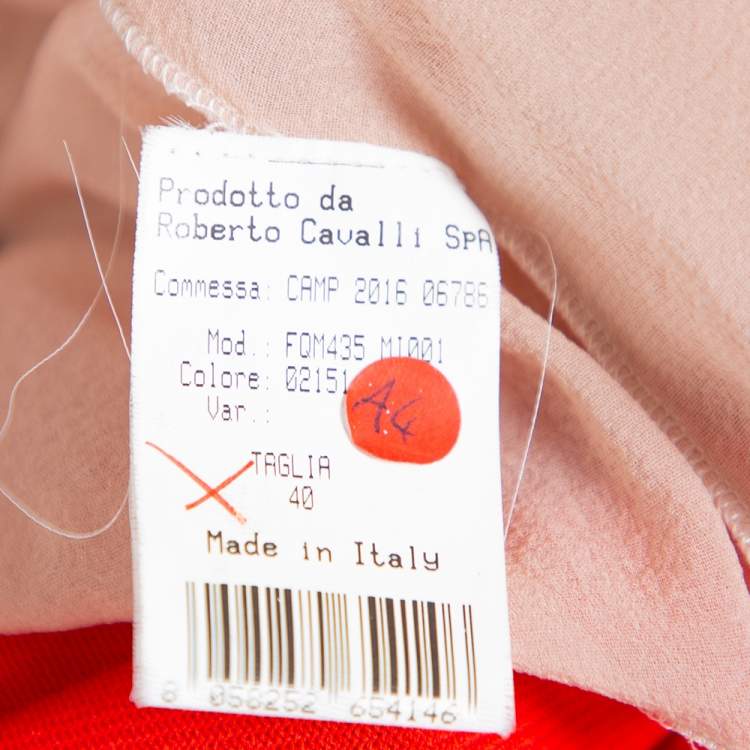 Prodotto da
Roberto Cavalli SpA
Commessa: CAMP 2016 06786
Mod.: FQM435 MI001
Colore: 02151
A4
Var.:
TAGLIA
40
Made in Italy
8 056252 654146